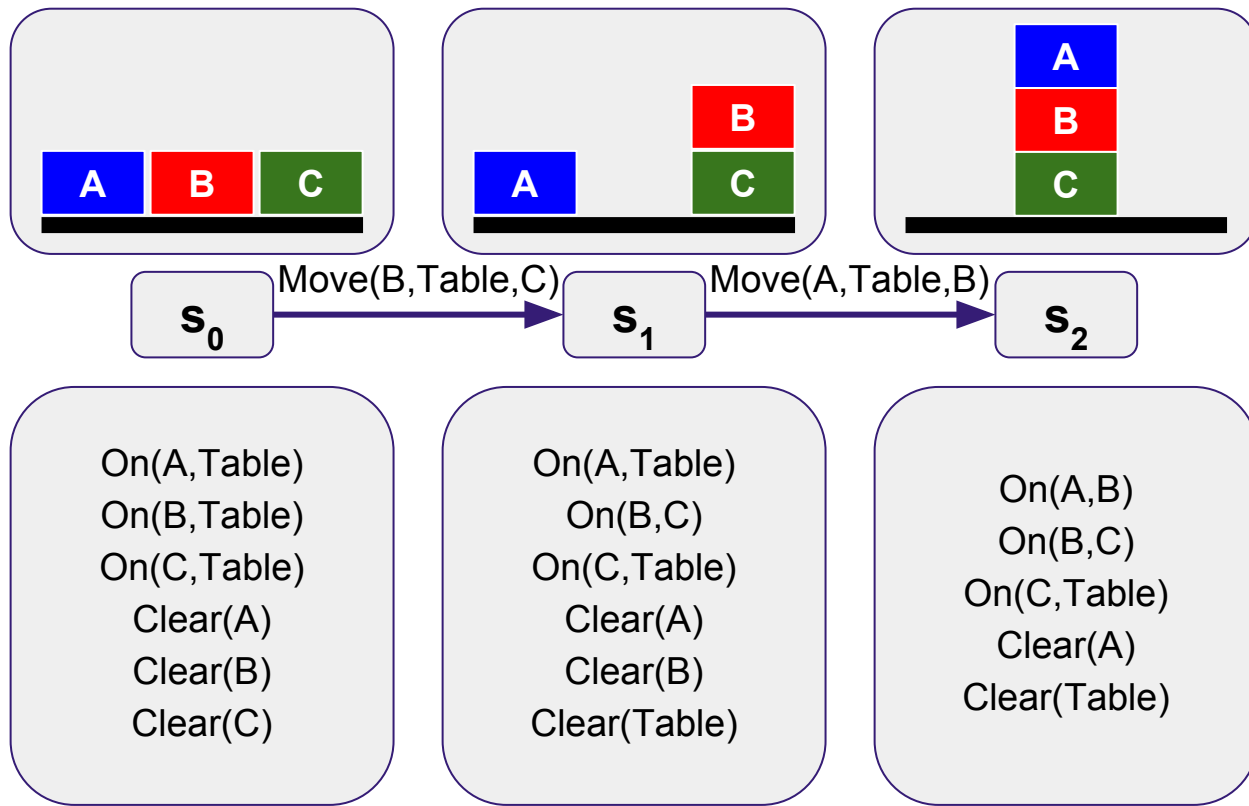 A B C
A B C
A B C
Move(B,Table,C) Move(A,Table,B)
s0 s1 s2
On(A,Table)
On(B,Table)
On(C,Table)
Clear(A)
Clear(B)
Clear(C)
On(A,Table)
On(B,C)
On(C,Table)
Clear(A)
Clear(B)
Clear(Table)
On(A,B)
On(B,C)
On(C,Table)
Clear(A)
Clear(Table)